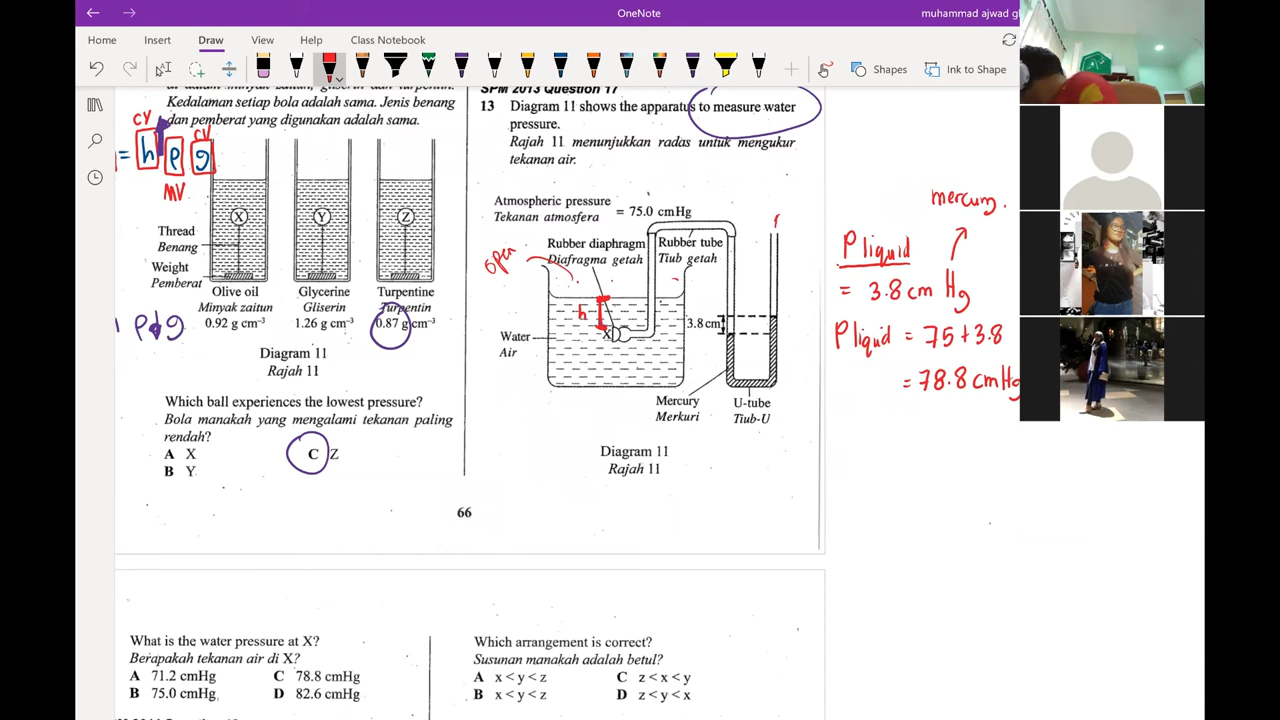 OneNote
muhammad ajwad gh
Home Insert Draw View Help Class Notebook
Shapes Ink to Search
Kedalaman setiap bola adalah sama. Jenis benang
dan pemberat yang digunakan adalah sama.
CV CV
= h ρ g
MV
X Y Z
Thread
Benang
Weight
Pemberat
Olive oil Glycerine Turpentine
Minyak zaitun Gliserin Turpentin
0.92 g cm⁻³ 1.26 g cm⁻³ 0.87 g cm⁻³
ρ↓g
Diagram 11
Rajah 11
Which ball experiences the lowest pressure?
Bola manakah yang mengalami tekanan paling
rendah?
A X C Z
B Y
66
SPM 2013 Question 17
13 Diagram 11 shows the apparatus to measure water
pressure.
Rajah 11 menunjukkan radas untuk mengukur
tekanan air.
Atmospheric pressure
Tekanan atmosfera = 75.0 cmHg
Rubber diaphragm Rubber tube
Diafragma getah Tiub getah
open
h
X
3.8 cm
Water
Air
Mercury U-tube
Merkuri Tiub-U
Diagram 11
Rajah 11
mercury.
P liquid
= 3.8 cm Hg
P liquid = 75 + 3.8
= 78.8 cmHg
What is the water pressure at X?
Berapakah tekanan air di X?
A 71.2 cmHg C 78.8 cmHg
B 75.0 cmHg D 82.6 cmHg
Which arrangement is correct?
Susunan manakah adalah betul?
A x < y < z C z < x < y
B x < y < z D z < y < x